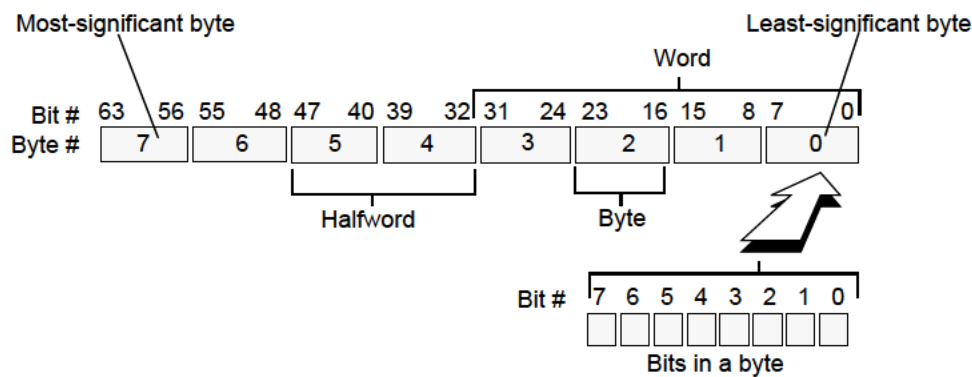 Most-significant byte Least-significant byte
Word
Bit # 63 56 55 48 47 40 39 32 31 24 23 16 15 8 7 0
Byte # 7 6 5 4 3 2 1 0
Halfword Byte
Bit # 7 6 5 4 3 2 1 0
Bits in a byte